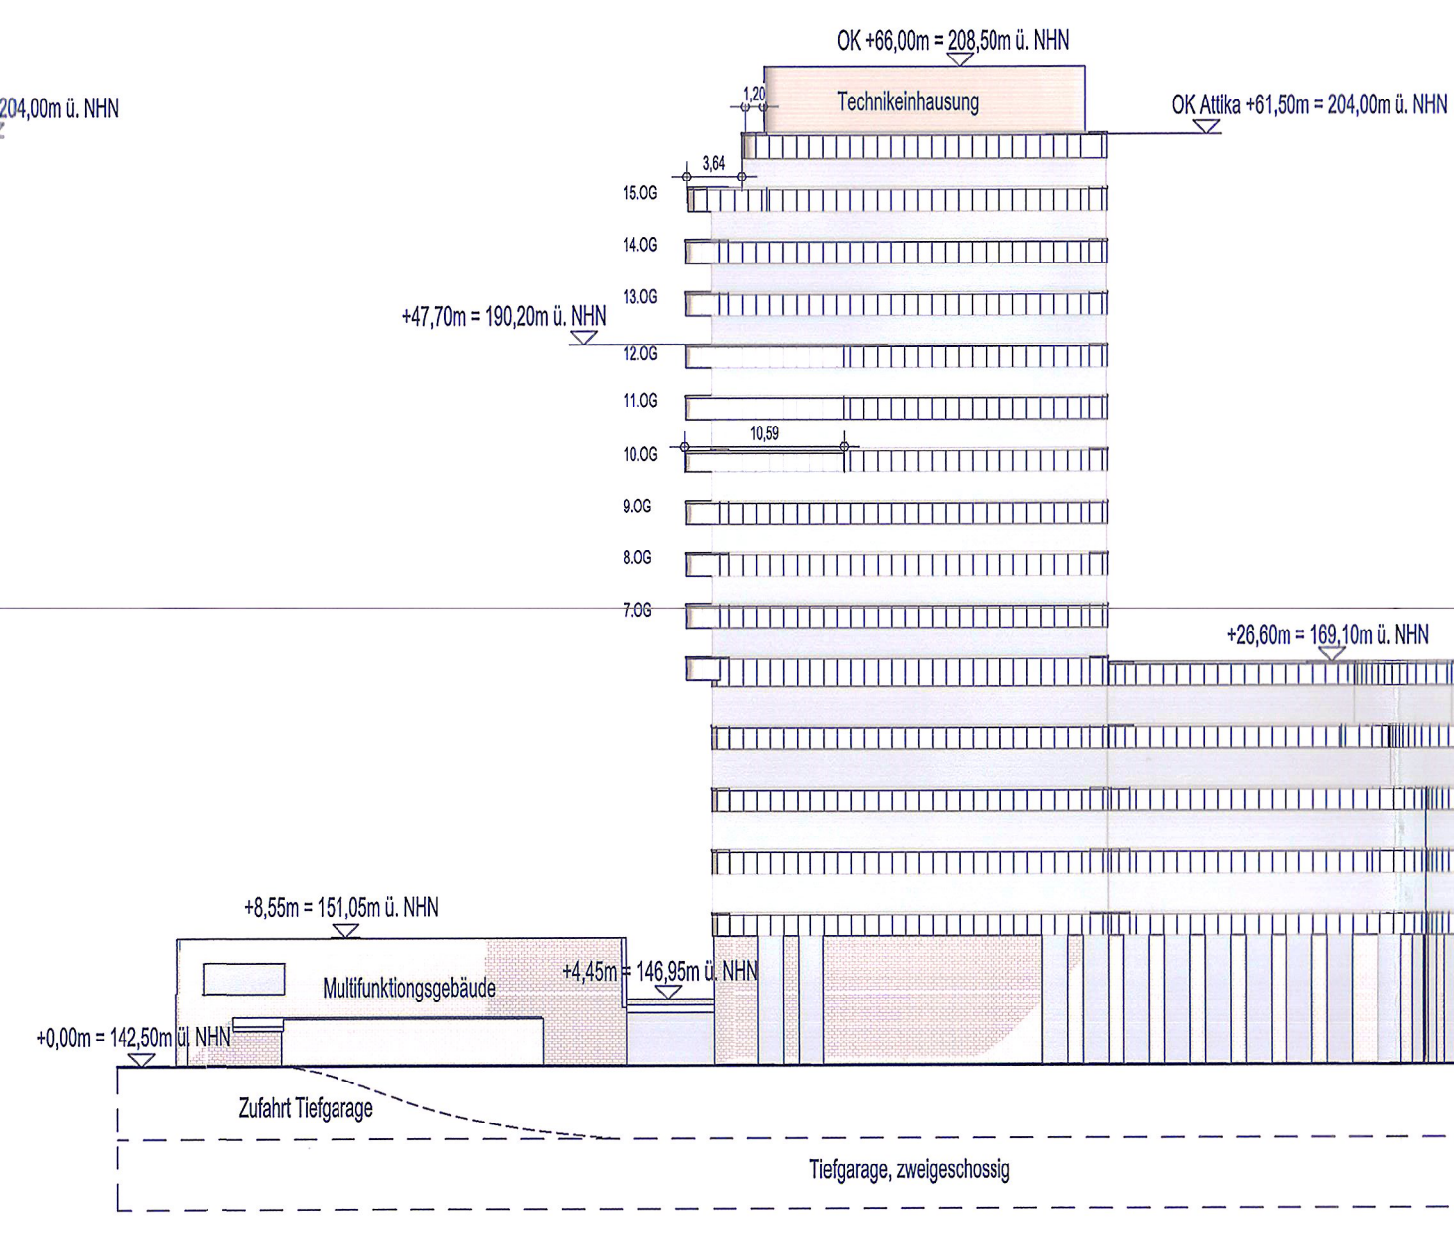 OK +66,00m = 208,50m ü. NHN
204,00m ü. NHN
1,20
Technikeinhausung
OK Attika +61,50m = 204,00m ü. NHN
3,64
15.OG
14.OG
13.OG
+47,70m = 190,20m ü. NHN
12.OG
11.OG
10,59
10.OG
9.OG
8.OG
7.OG
+26,60m = 169,10m ü. NHN
+8,55m = 151,05m ü. NHN
+4,45m = 146,95m ü. NHN
Multifunktiongsgebäude
+0,00m = 142,50m ü. NHN
Zufahrt Tiefgarage
Tiefgarage, zweigeschossig